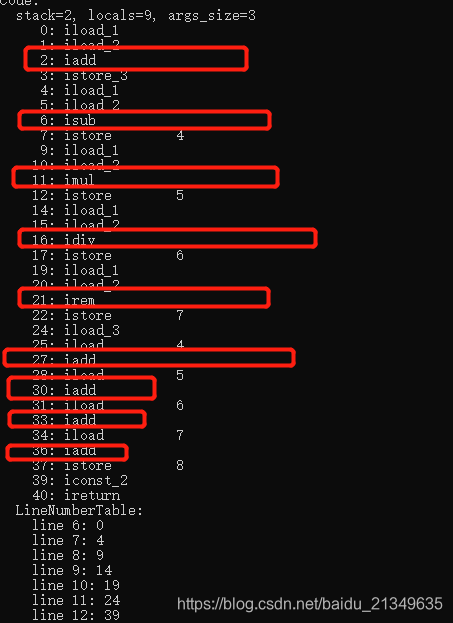 Code:
stack=2, locals=9, args_size=3
0: iload_1
1: iload_2
2: iadd
3: istore_3
4: iload_1
5: iload_2
6: isub
7: istore 4
9: iload_1
10: iload_2
11: imul
12: istore 5
14: iload_1
15: iload_2
16: idiv
17: istore 6
19: iload_1
20: iload_2
21: irem
22: istore 7
24: iload_3
25: iload 4
27: iadd
28: iload 5
30: iadd
31: iload 6
33: iadd
34: iload 7
36: iadd
37: istore 8
39: iconst_2
40: ireturn
LineNumberTable:
line 6: 0
line 7: 4
line 8: 9
line 9: 14
line 10: 19
line 11: 24
line 12: 39
https://blog.csdn.net/baidu_21349635